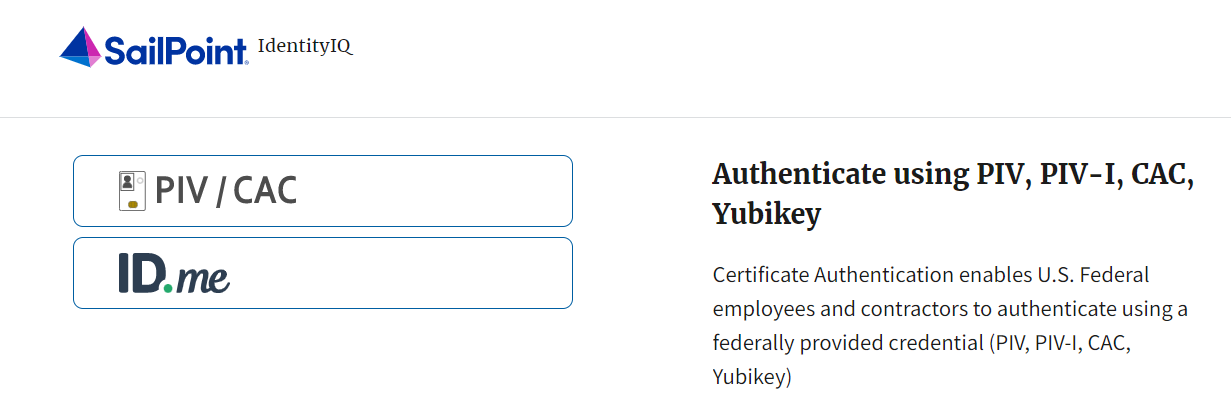 SailPoint. IdentityIQ
PIV / CAC
ID.me
Authenticate using PIV, PIV-I, CAC,
Yubikey
Certificate Authentication enables U.S. Federal
employees and contractors to authenticate using a
federally provided credential (PIV, PIV-I, CAC,
Yubikey)